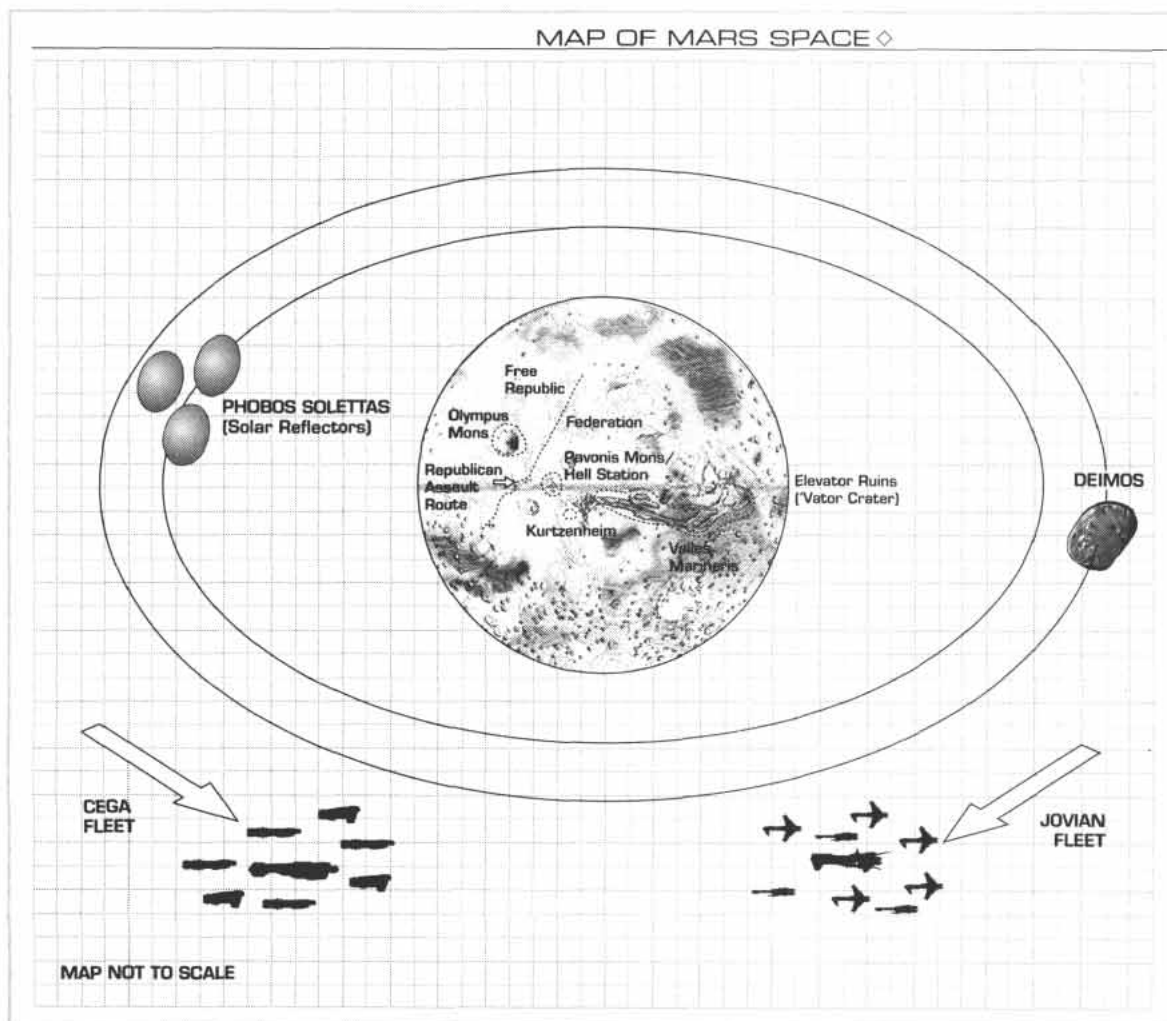 MAP OF MARS SPACE ◇
PHOBOS SOLETTAS
(Solar Reflectors)
Free
Republic
Olympus
Mons
Federation
Republican
Assault
Route
Pavonis Mons/
Hell Station
Kurtzenheim
Valles
Marineris
Elevator Ruins
('Vator Crater)
DEIMOS
CEGA
FLEET
JOVIAN
FLEET
MAP NOT TO SCALE